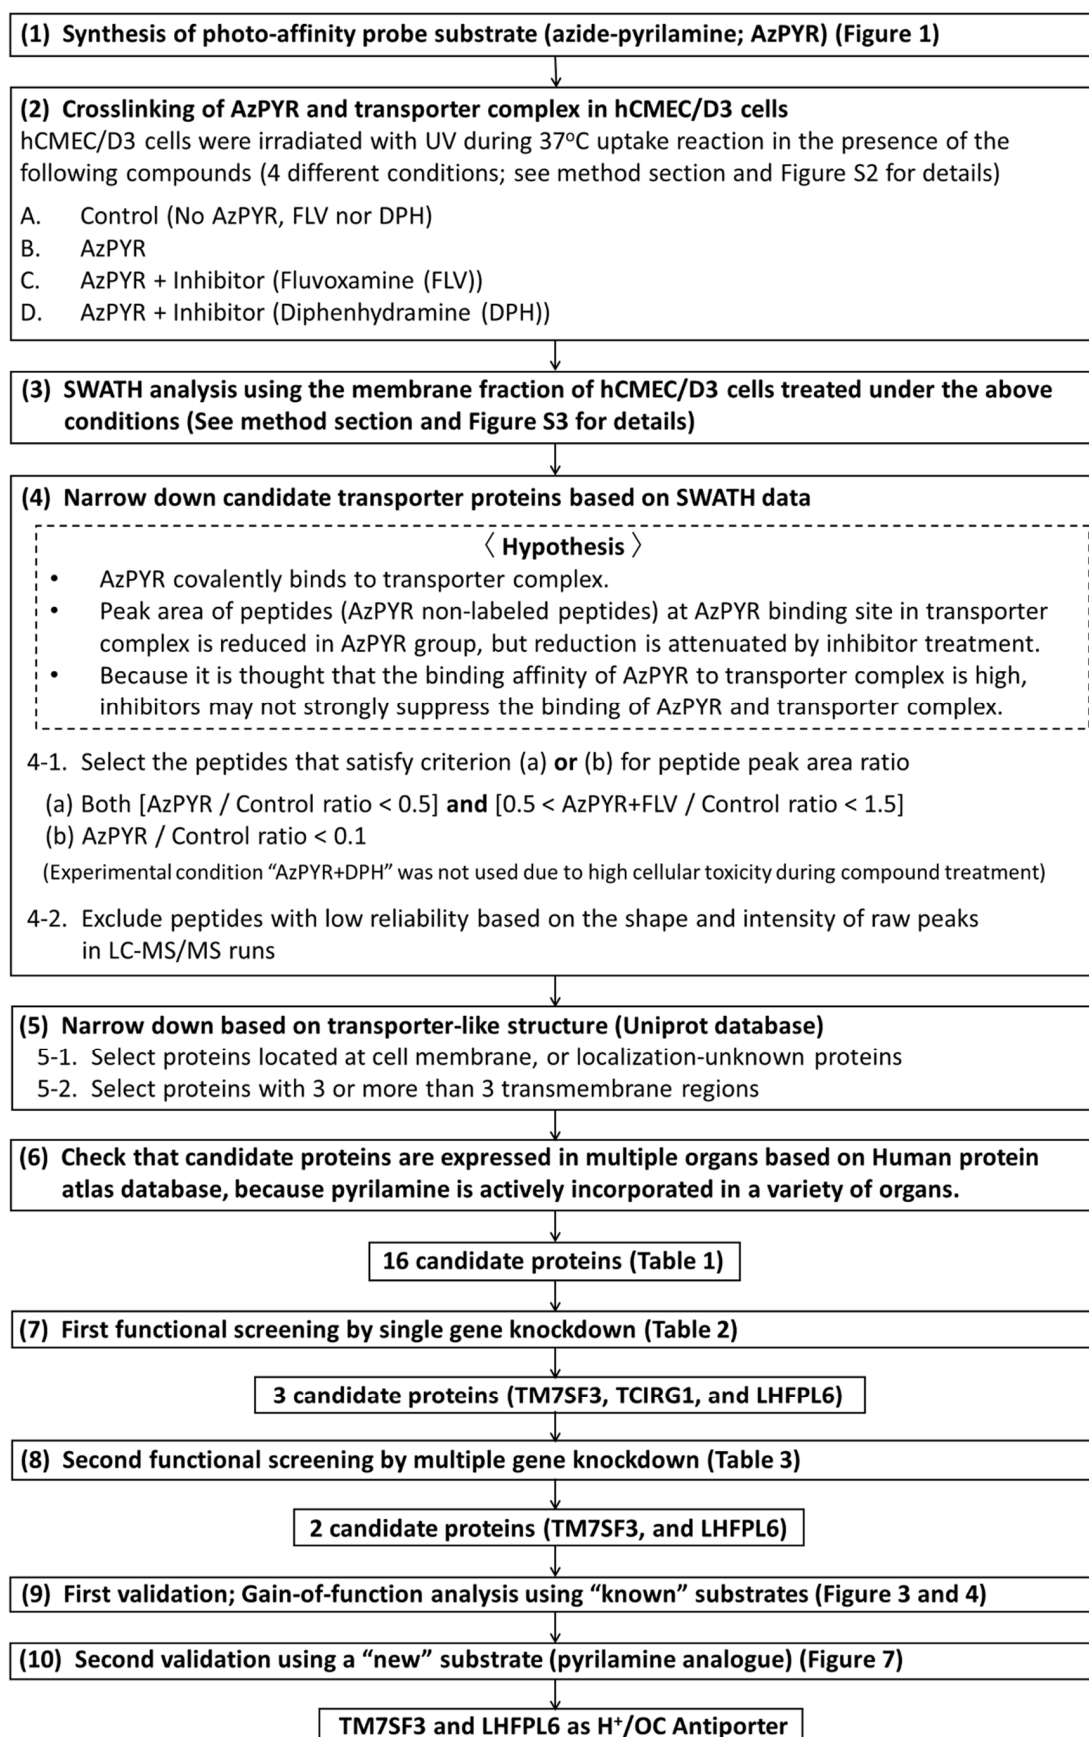 (1) Synthesis of photo-affinity probe substrate (azide-pyrilamine; AzPYR) (Figure 1)
(2) Crosslinking of AzPYR and transporter complex in hCMEC/D3 cells
hCMEC/D3 cells were irradiated with UV during 37°C uptake reaction in the presence of the
following compounds (4 different conditions; see method section and Figure S2 for details)
A. Control (No AzPYR, FLV nor DPH)
B. AzPYR
C. AzPYR + Inhibitor (Fluvoxamine (FLV))
D. AzPYR + Inhibitor (Diphenhydramine (DPH))
(3) SWATH analysis using the membrane fraction of hCMEC/D3 cells treated under the above
conditions (See method section and Figure S3 for details)
(4) Narrow down candidate transporter proteins based on SWATH data
〈 Hypothesis 〉
• AzPYR covalently binds to transporter complex.
• Peak area of peptides (AzPYR non-labeled peptides) at AzPYR binding site in transporter
complex is reduced in AzPYR group, but reduction is attenuated by inhibitor treatment.
• Because it is thought that the binding affinity of AzPYR to transporter complex is high,
inhibitors may not strongly suppress the binding of AzPYR and transporter complex.
4-1. Select the peptides that satisfy criterion (a) or (b) for peptide peak area ratio
(a) Both [AzPYR / Control ratio < 0.5] and [0.5 < AzPYR+FLV / Control ratio < 1.5]
(b) AzPYR / Control ratio < 0.1
(Experimental condition “AzPYR+DPH” was not used due to high cellular toxicity during compound treatment)
4-2. Exclude peptides with low reliability based on the shape and intensity of raw peaks
in LC-MS/MS runs
(5) Narrow down based on transporter-like structure (Uniprot database)
5-1. Select proteins located at cell membrane, or localization-unknown proteins
5-2. Select proteins with 3 or more than 3 transmembrane regions
(6) Check that candidate proteins are expressed in multiple organs based on Human protein
atlas database, because pyrilamine is actively incorporated in a variety of organs.
16 candidate proteins (Table 1)
(7) First functional screening by single gene knockdown (Table 2)
3 candidate proteins (TM7SF3, TCIRG1, and LHFPL6)
(8) Second functional screening by multiple gene knockdown (Table 3)
2 candidate proteins (TM7SF3, and LHFPL6)
(9) First validation; Gain-of-function analysis using “known” substrates (Figure 3 and 4)
(10) Second validation using a “new” substrate (pyrilamine analogue) (Figure 7)
TM7SF3 and LHFPL6 as H⁺/OC Antiporter